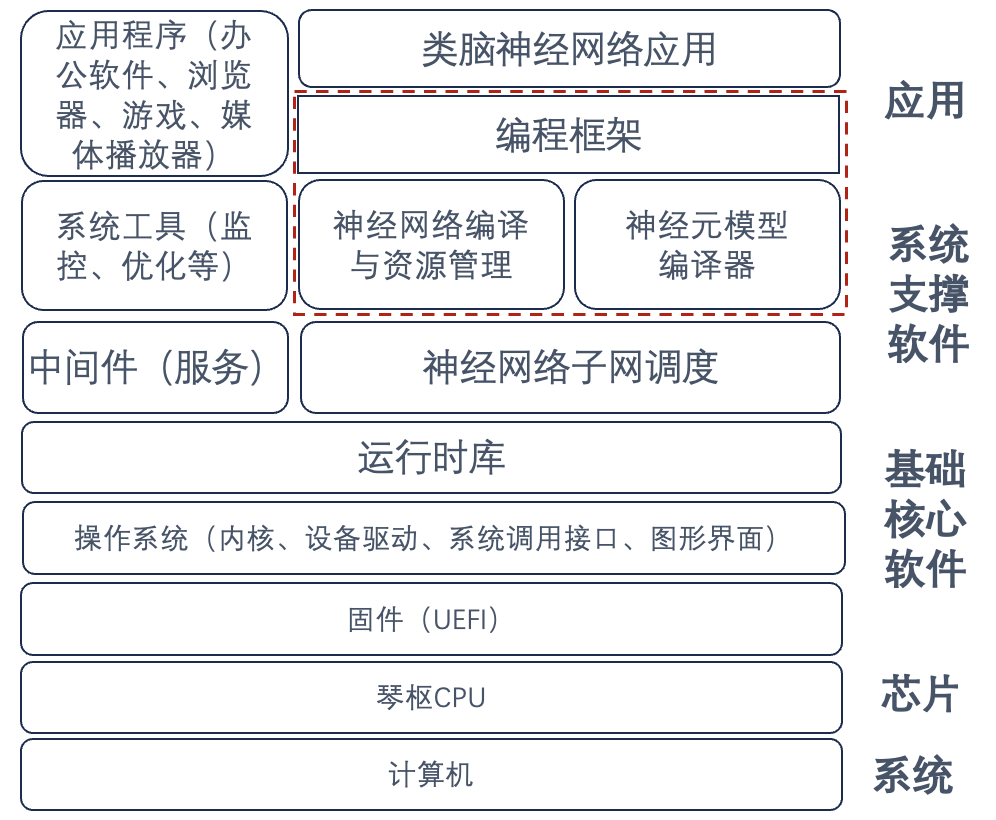 应用程序（办
公软件、浏览
器、游戏、媒
体播放器）
类脑神经网络应用
编程框架
应用
系统工具（监
控、优化等）
神经网络编译
与资源管理
神经元模型
编译器
系统
支撑
软件
中间件（服务）
神经网络子网调度
运行时库
操作系统（内核、设备驱动、系统调用接口、图形界面）
基础
核心
软件
固件（UEFI）
琴枢CPU
芯片
计算机
系统